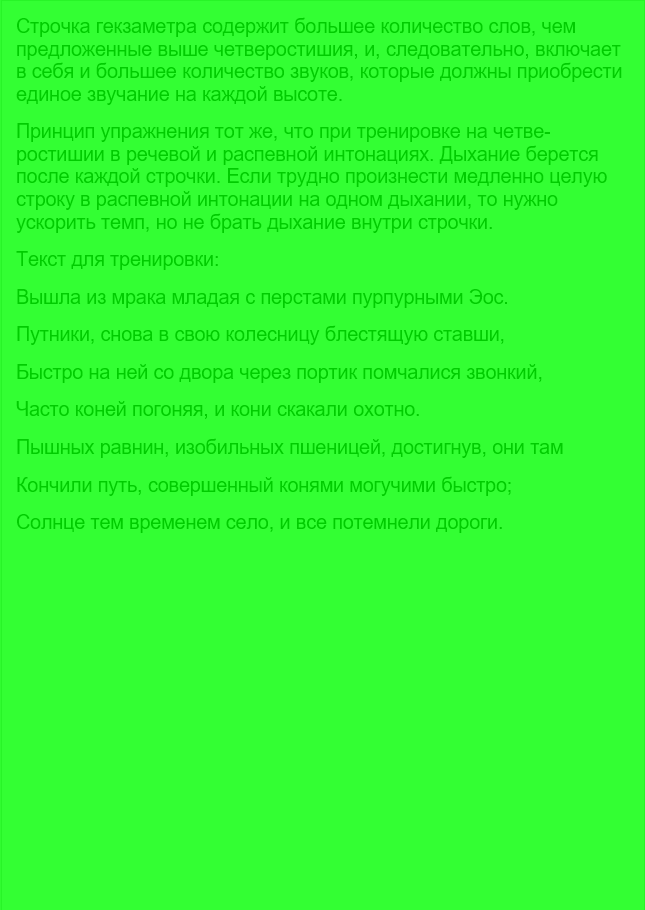 Строчка гекзаметра содержит большее количество слов, чем
предложенные выше четверостишия, и, следовательно, включает
в себя и большее количество звуков, которые должны приобрести
единое звучание на каждой высоте.
Принцип упражнения тот же, что при тренировке на четве-
ростишии в речевой и распевной интонациях. Дыхание берется
после каждой строчки. Если трудно произнести медленно целую
строку в распевной интонации на одном дыхании, то нужно
ускорить темп, но не брать дыхание внутри строчки.
Текст для тренировки:
Вышла из мрака младая с перстами пурпурными Эос.
Путники, снова в свою колесницу блестящую ставши,
Быстро на ней со двора через портик помчалися звонкий,
Часто коней погоняя, и кони скакали охотно.
Пышных равнин, изобильных пшеницей, достигнув, они там
Кончили путь, совершенный конями могучими быстро;
Солнце тем временем село, и все потемнели дороги.